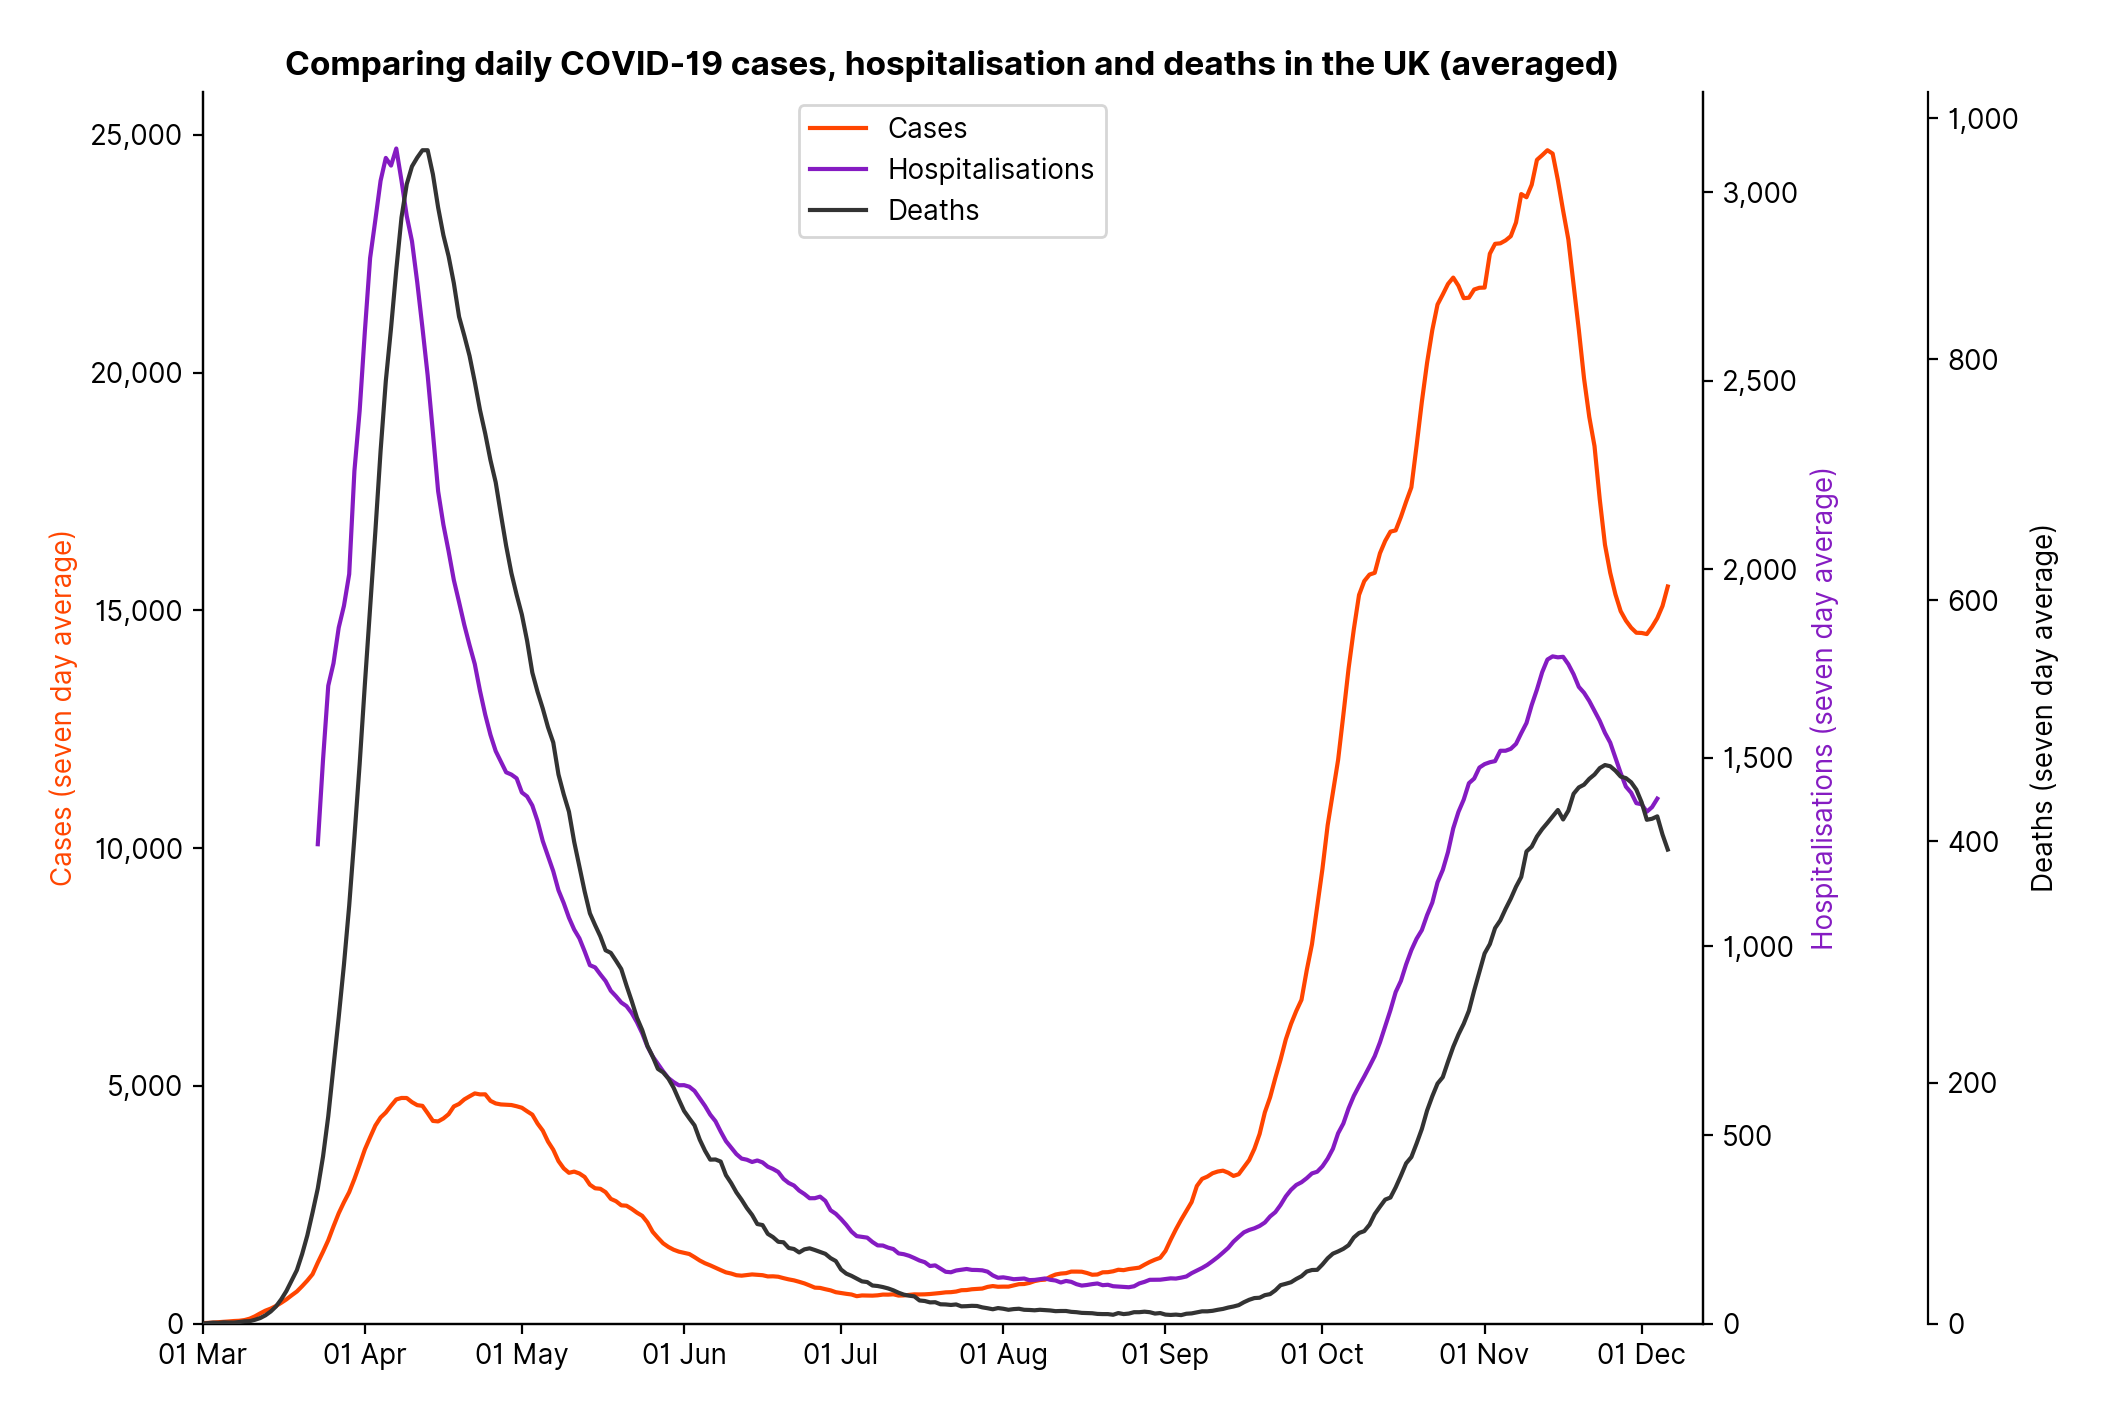 Comparing daily COVID-19 cases, hospitalisation and deaths in the UK (averaged)
Cases
Hospitalisations
Deaths
Cases (seven day average)
25,000
20,000
15,000
10,000
5,000
0
01 Mar
01 Apr
01 May
01 Jun
01 Jul
01 Aug
01 Sep
01 Oct
01 Nov
01 Dec
3,000
2,500
2,000
1,500
1,000
500
0
Hospitalisations (seven day average)
1,000
800
600
400
200
0
Deaths (seven day average)